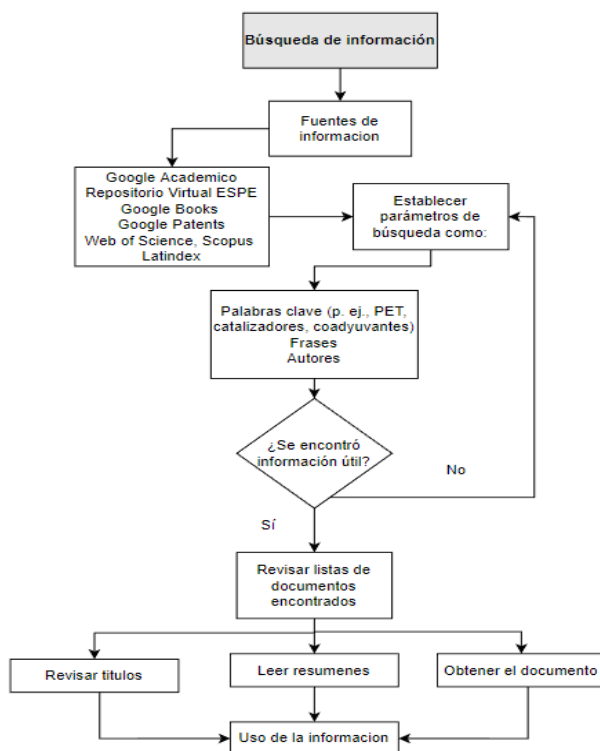 Búsqueda de información
Fuentes de
informacion
Google Academico
Repositorio Virtual ESPE
Google Books
Google Patents
Web of Science, Scopus
Latindex
Establecer
parámetros de
búsqueda como:
Palabras clave (p. ej., PET,
catalizadores, coadyuvantes)
Frases
Autores
¿Se encontró
información útil?
No
Sí
Revisar listas de
documentos
encontrados
Revisar titulos
Leer resumenes
Obtener el documento
Uso de la informacion